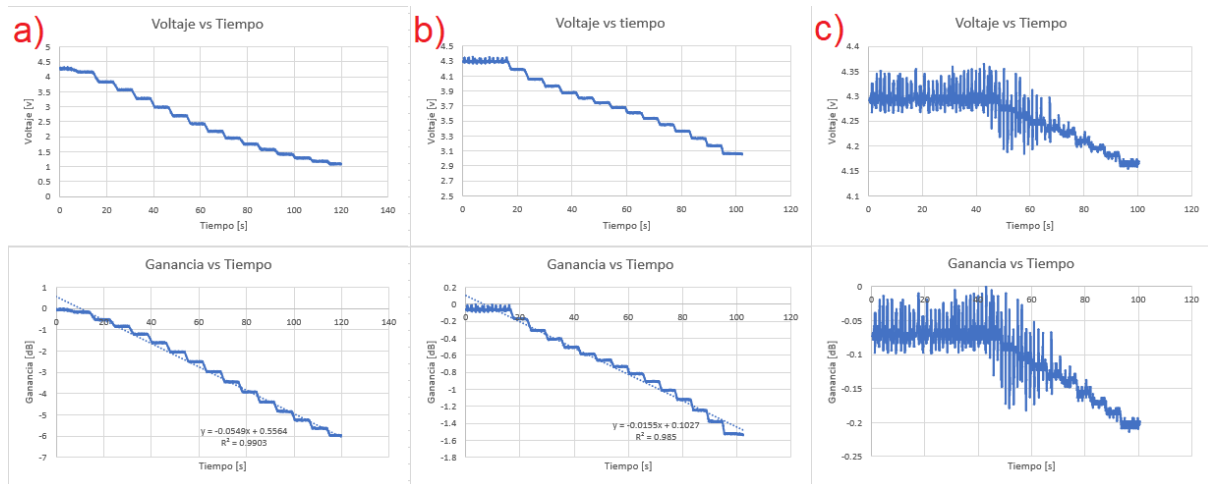 a)
Voltaje vs Tiempo
5
4.5
4
3.5
3
2.5
2
1.5
1
0.5
0
0 20 40 60 80 100 120 140
Voltaje [v]
Tiempo [s]
b)
Voltaje vs tiempo
4.5
4.3
4.1
3.9
3.7
3.5
3.3
3.1
2.9
2.7
2.5
0 20 40 60 80 100 120
Voltaje [v]
Tiempo [s]
c)
Voltaje vs Tiempo
4.4
4.35
4.3
4.25
4.2
4.15
4.1
0 20 40 60 80 100 120
Voltaje [v]
Tiempo [s]
Ganancia vs Tiempo
1
0
-1
-2
-3
-4
-5
-6
-7
0 20 40 60 80 100 120 140
Ganancia [dB]
y = -0.0549x + 0.5564
R² = 0.9903
Tiempo [s]
Ganancia vs Tiempo
0.2
0
-0.2
-0.4
-0.6
-0.8
-1
-1.2
-1.4
-1.6
-1.8
0 20 40 60 80 100 120
Ganancia [dB]
y = -0.0155x + 0.1027
R² = 0.985
Tiempo [s]
Ganancia vs Tiempo
0
-0.05
-0.1
-0.15
-0.2
-0.25
0 20 40 60 80 100 120
Ganancia [dB]
Tiempo [s]